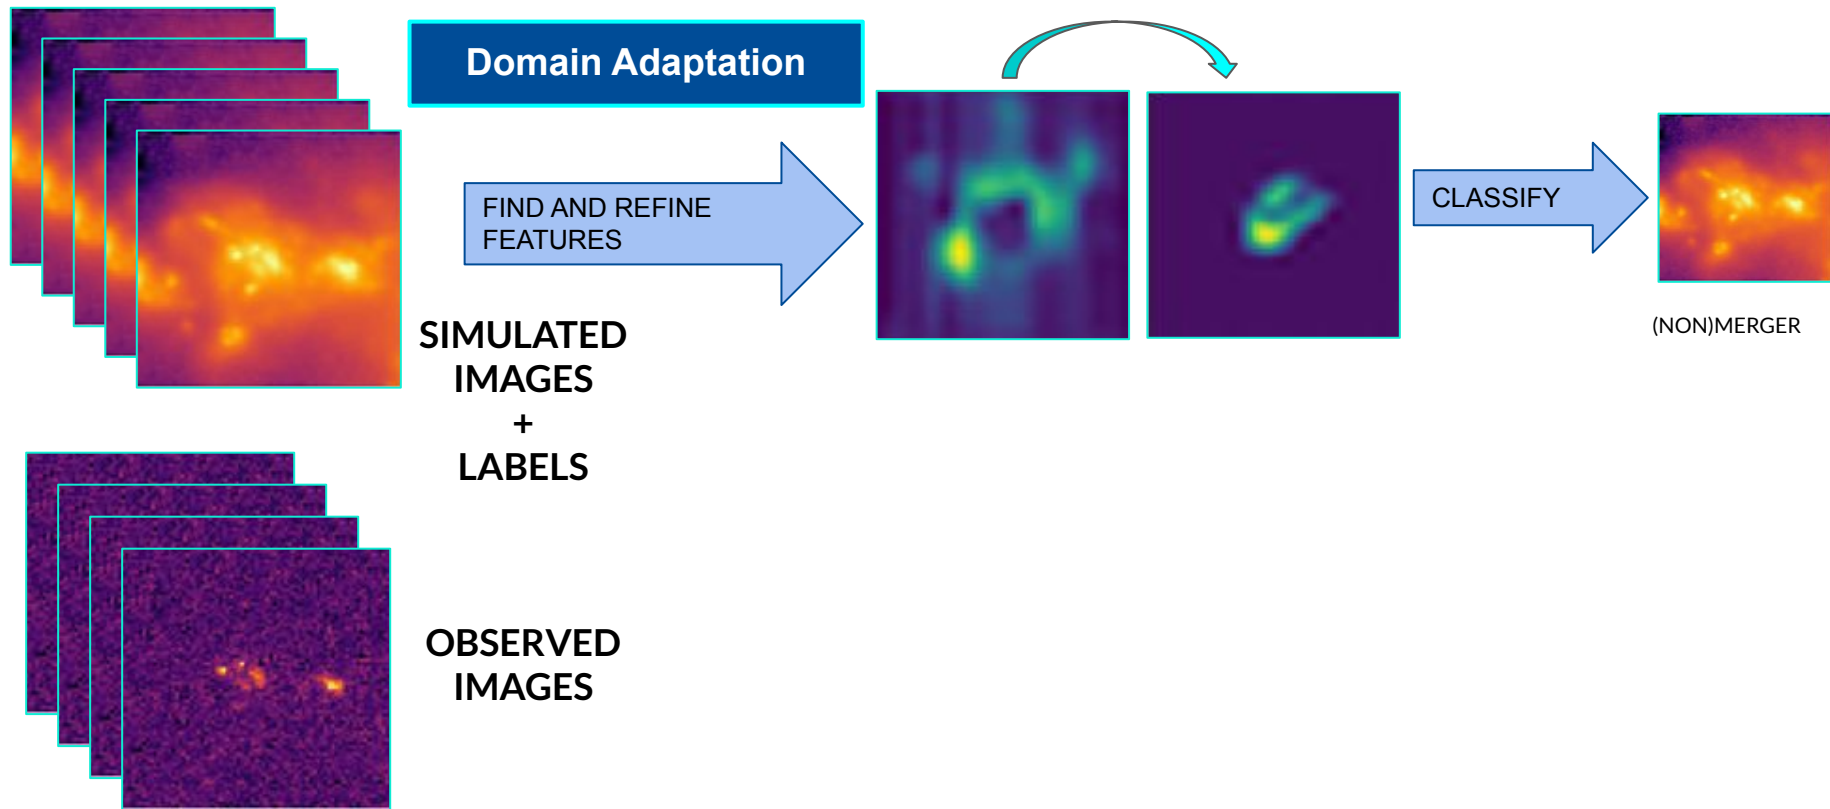 Domain Adaptation
FIND AND REFINE
FEATURES
CLASSIFY
SIMULATED
IMAGES
+
LABELS
(NON)MERGER
OBSERVED
IMAGES